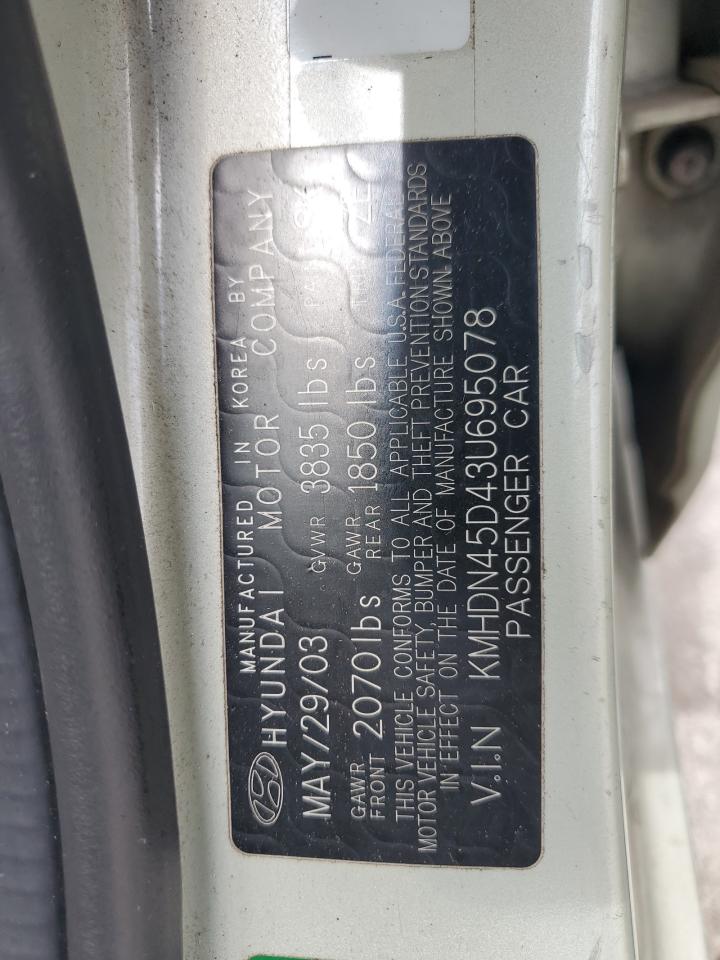 MANUFACTURED IN KOREA BY
HYUNDAI MOTOR COMPANY
MAY/29/03 GVWR 3835 lbs
GAWR FRONT 2070 lbs GAWR REAR 1850 lbs
THIS VEHICLE CONFORMS TO ALL APPLICABLE U.S.A. FEDERAL
MOTOR VEHICLE SAFETY, BUMPER AND THEFT PREVENTION STANDARDS
IN EFFECT ON THE DATE OF MANUFACTURE SHOWN ABOVE
V.I.N KMHDN45D43U695078
PASSENGER CAR